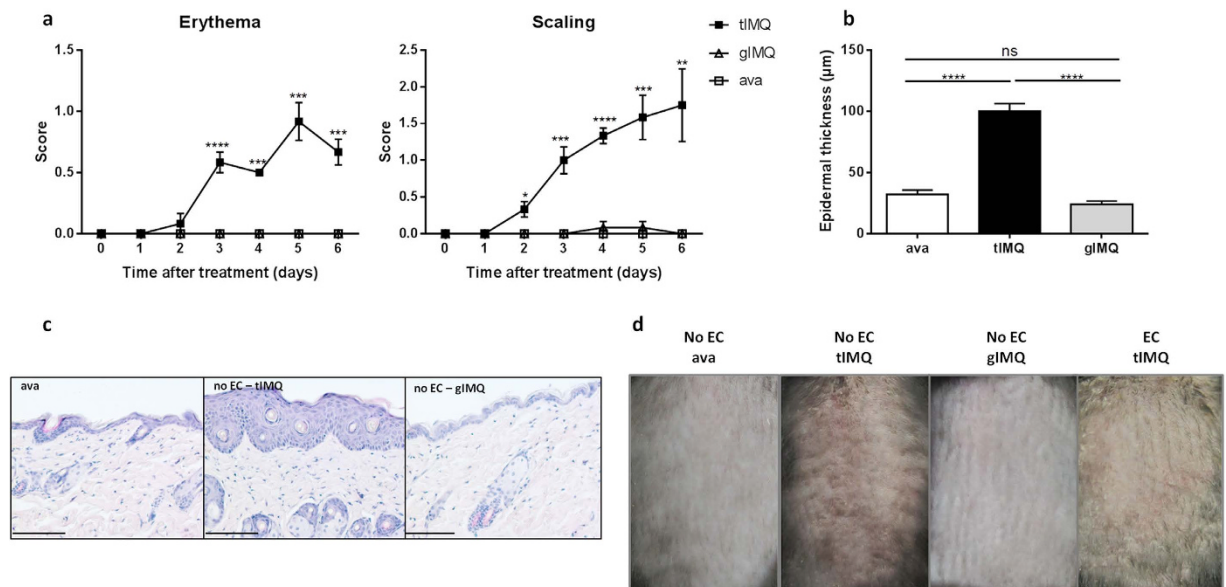 a
Erythema
Score
1.5
1.0
0.5
0.0
0 1 2 3 4 5 6
**** *** *** ***
Time after treatment (days)
Scaling
Score
2.5
2.0
1.5
1.0
0.5
0.0
0 1 2 3 4 5 6
* *** **** *** **
Time after treatment (days)
tIMQ
gIMQ
ava
b
Epidermal thickness (µm)
150
100
50
0
ns
**** ****
ava tIMQ gIMQ
c
ava
no EC – tIMQ
no EC – gIMQ
d
No EC
ava
No EC
tIMQ
No EC
gIMQ
EC
tIMQ